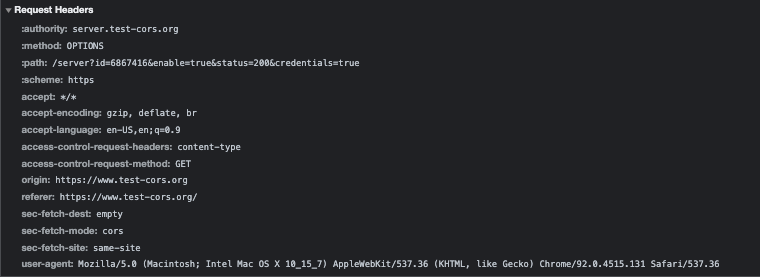 Request Headers
:authority: server.test-cors.org
:method: OPTIONS
:path: /server?id=6867416&enable=true&status=200&credentials=true
:scheme: https
accept: */*
accept-encoding: gzip, deflate, br
accept-language: en-US,en;q=0.9
access-control-request-headers: content-type
access-control-request-method: GET
origin: https://www.test-cors.org
referer: https://www.test-cors.org/
sec-fetch-dest: empty
sec-fetch-mode: cors
sec-fetch-site: same-site
user-agent: Mozilla/5.0 (Macintosh; Intel Mac OS X 10_15_7) AppleWebKit/537.36 (KHTML, like Gecko) Chrome/92.0.4515.131 Safari/537.36